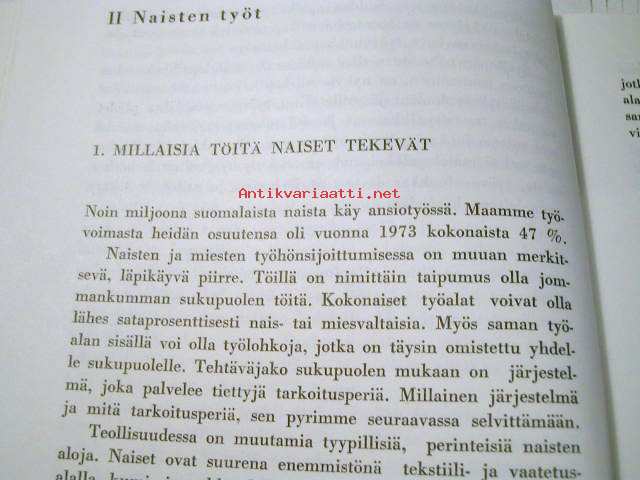 II Naisten työt
1. MILLAISIA TÖITÄ NAISET TEKEVÄT
Antikvariaatti.net
Noin miljoona suomalaista naista käy ansiotyössä. Maamme työ-
voimasta heidän osuutensa oli vuonna 1973 kokonaista 47 %.
Naisten ja miesten työhönsijoittumisessa on muuan merkit-
sevä, läpikäyvä piirre. Töillä on nimittäin taipumus olla jom-
mankumman sukupuolen töitä. Kokonaiset työalat voivat olla
lähes sataprosenttisesti nais- tai miesvaltaisia. Myös saman työ-
alan sisällä voi olla työlohkoja, jotka on täysin omistettu yhdel-
le sukupuolelle. Tehtäväjako sukupuolen mukaan on järjestel-
mä, joka palvelee tiettyjä tarkoitusperiä. Millainen järjestelmä
ja mitä tarkoitusperiä, sen pyrimme seuraavassa selvittämään.
Teollisuudessa on muutamia tyypillisiä, perinteisiä naisten
aloja. Naiset ovat suurena enemmistönä tekstiili- ja vaatetus-
jotk
ala
san
vi